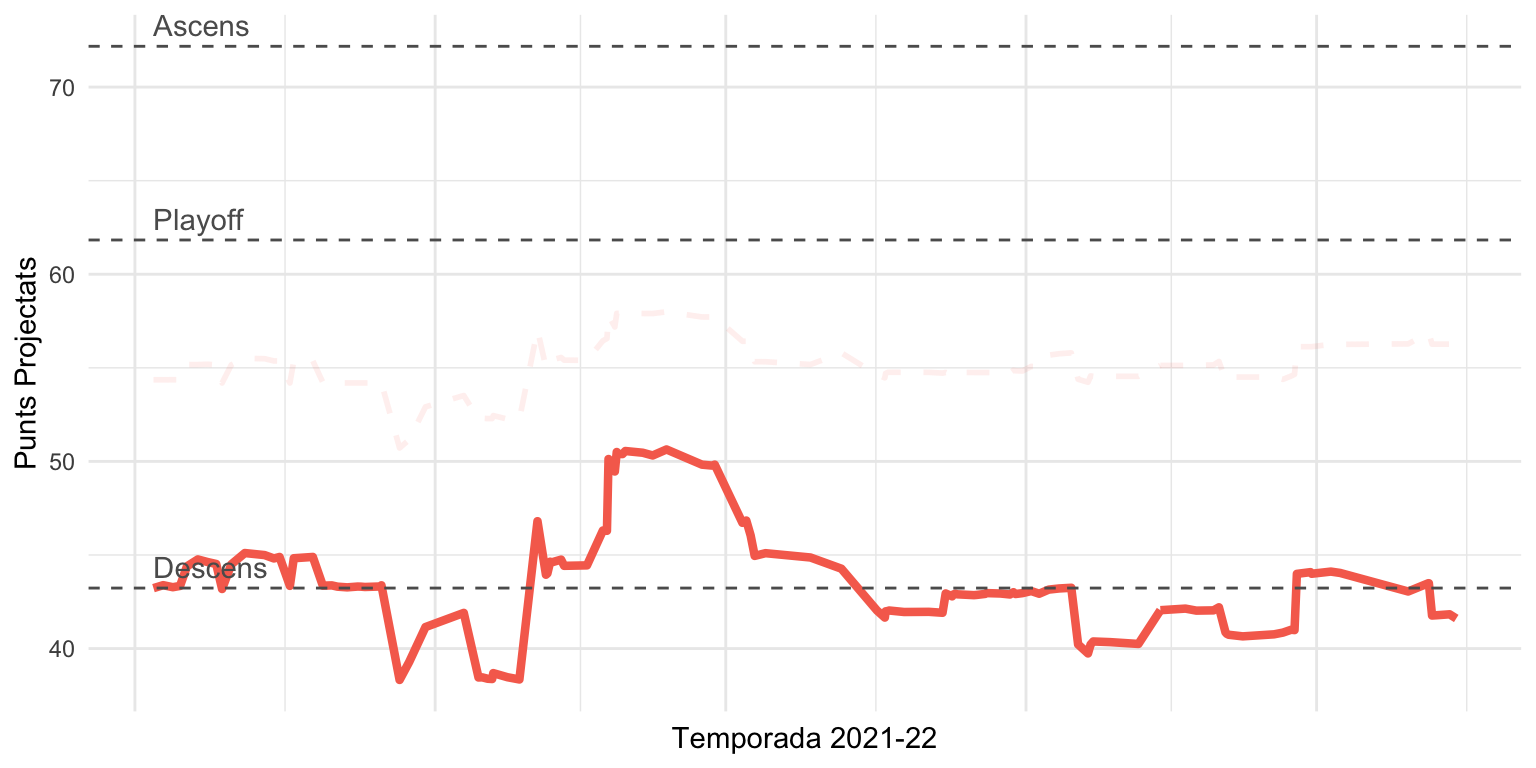 Ascens
70
Playoff
60
50
Descens
40
Punts Projectats
Temporada 2021-22